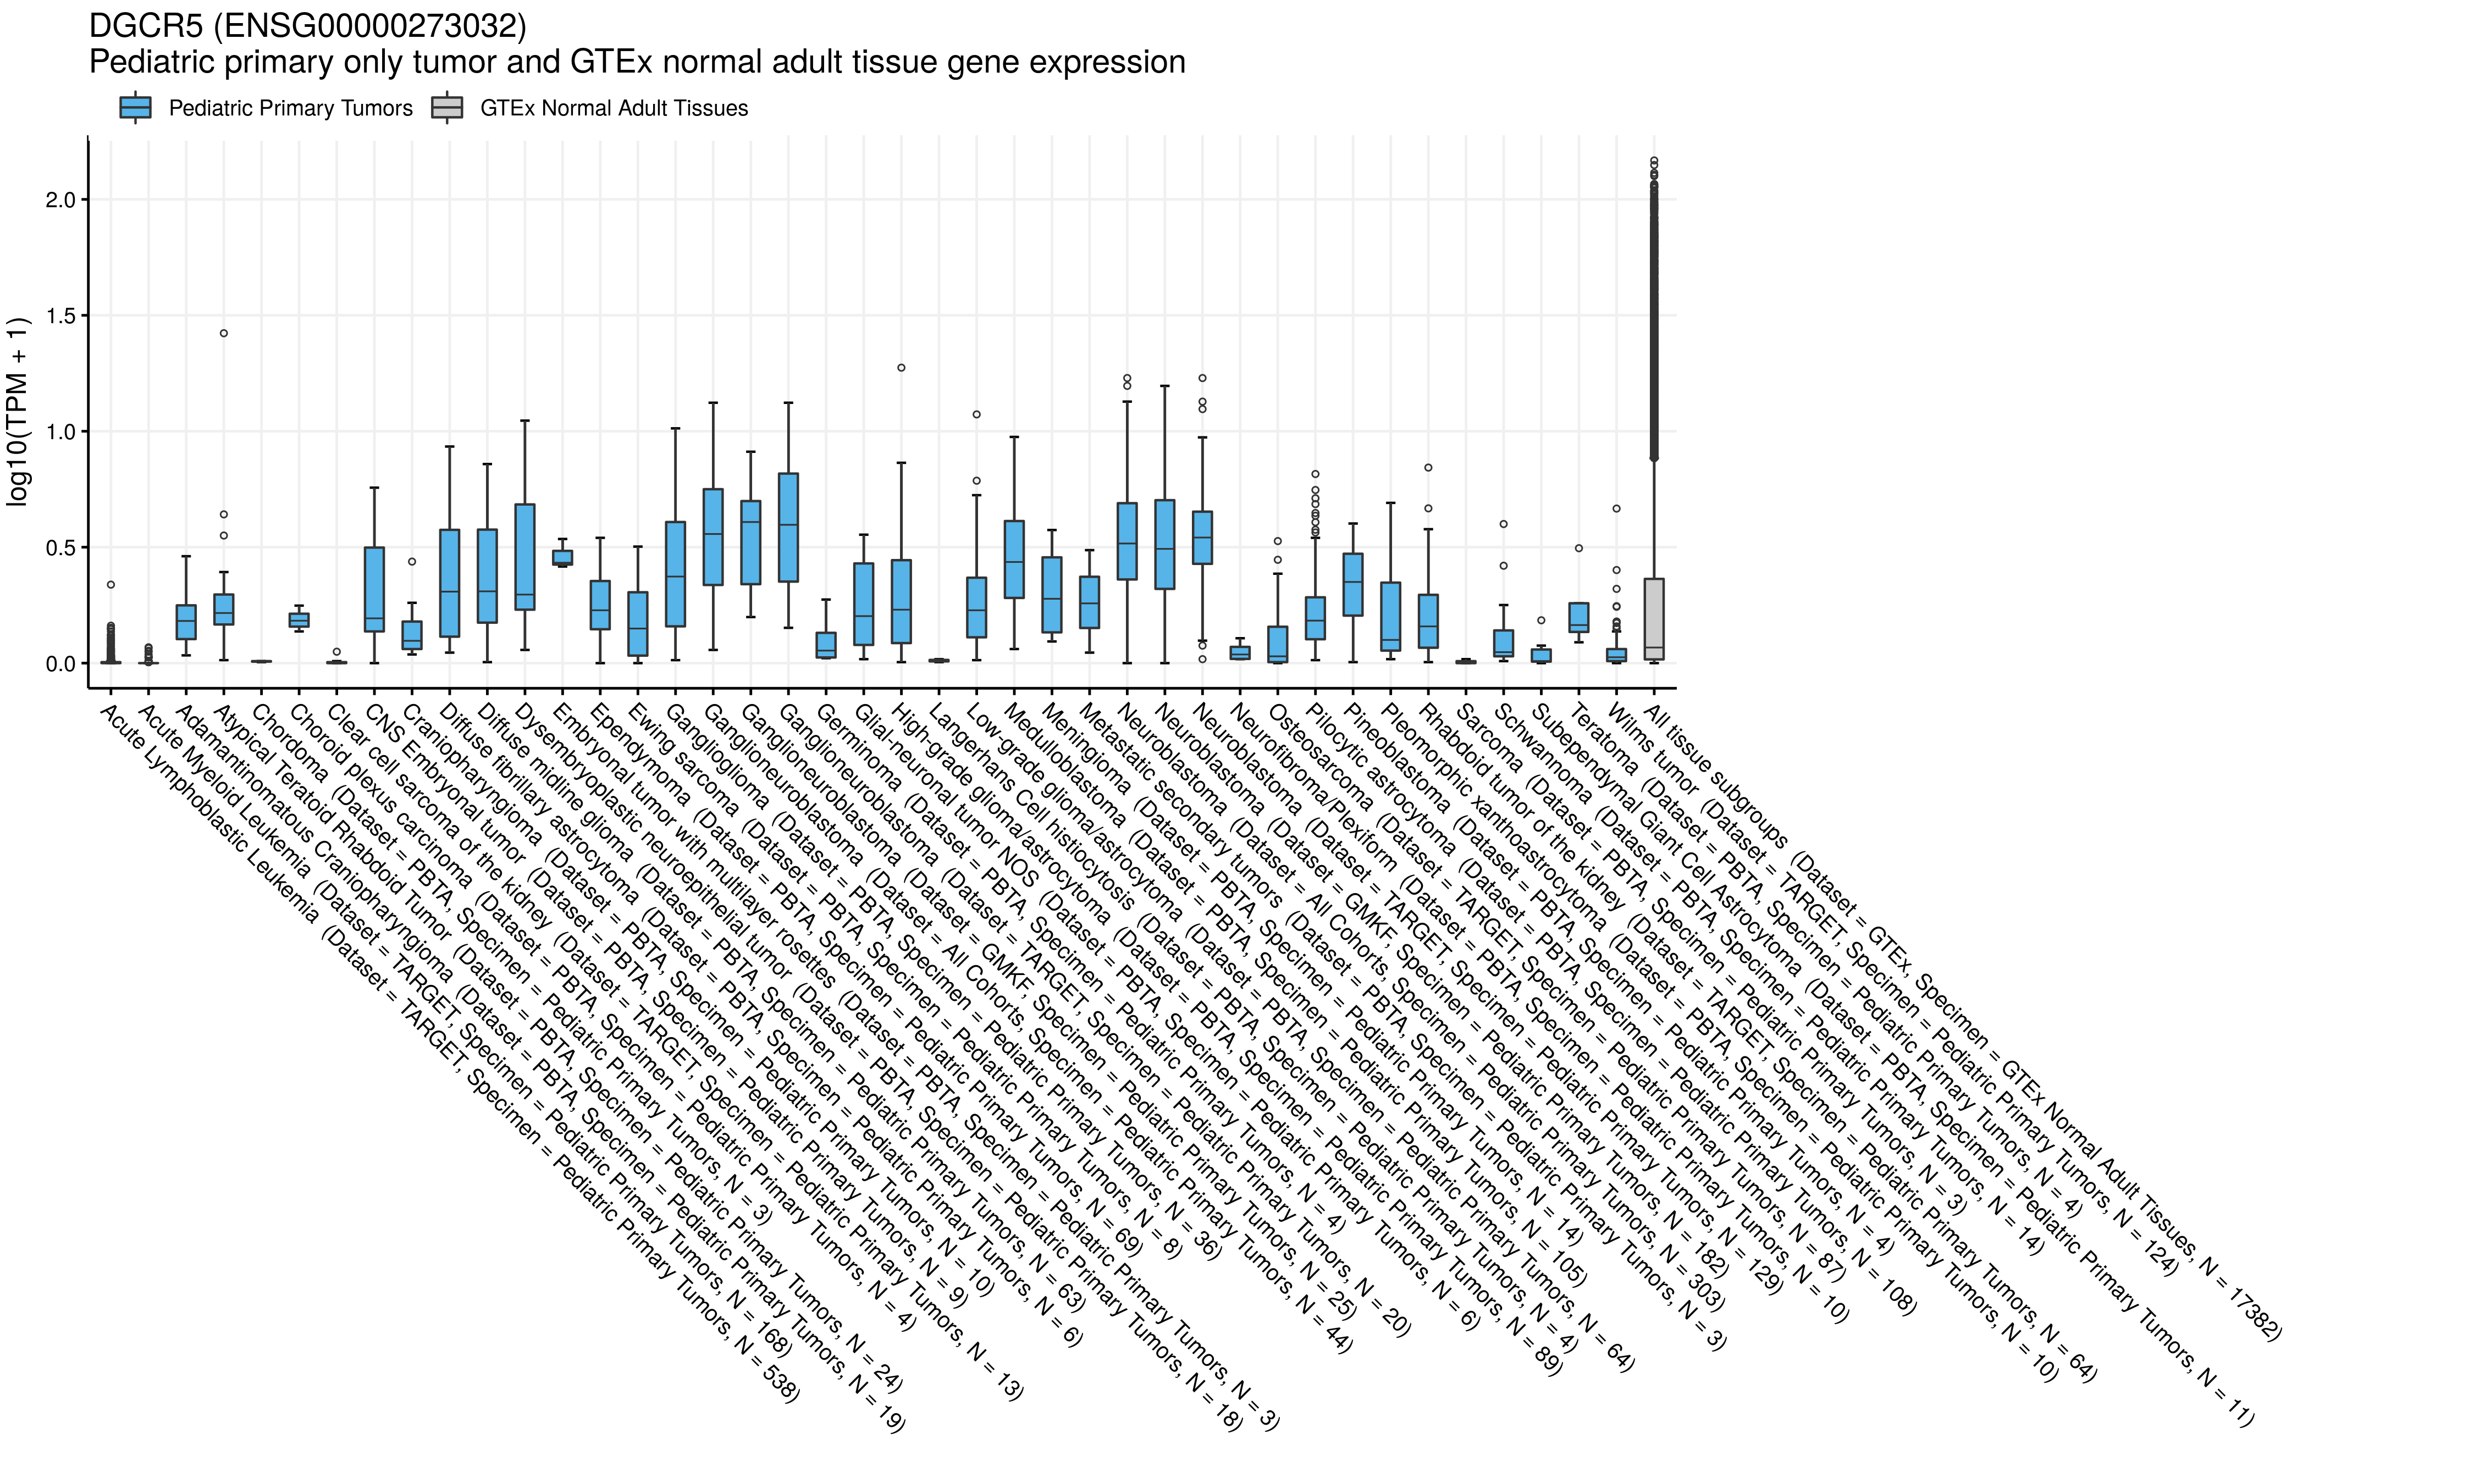 DGCR5 (ENSG00000273032)
Pediatric primary only tumor and GTEx normal adult tissue gene expression
Pediatric Primary Tumors
GTEx Normal Adult Tissues
log10(TPM + 1)
2.0
1.5
1.0
0.5
0.0
Acute Lymphoblastic Leukemia (Dataset = TARGET, Specimen = Pediatric Primary Tumors, N = 538)
Acute Myeloid Leukemia (Dataset = TARGET, Specimen = Pediatric Primary Tumors, N = 168)
Adamantinomatous Craniopharyngioma (Dataset = PBTA, Specimen = Pediatric Primary Tumors, N = 19)
Atypical Teratoid Rhabdoid Tumor (Dataset = PBTA, Specimen = Pediatric Primary Tumors, N = 24)
Chordoma (Dataset = PBTA, Specimen = Pediatric Primary Tumors, N = 3)
Choroid plexus carcinoma (Dataset = PBTA, Specimen = Pediatric Primary Tumors, N = 4)
Clear cell sarcoma of the kidney (Dataset = TARGET, Specimen = Pediatric Primary Tumors, N = 13)
CNS Embryonal tumor (Dataset = PBTA, Specimen = Pediatric Primary Tumors, N = 9)
Craniopharyngioma (Dataset = PBTA, Specimen = Pediatric Primary Tumors, N = 10)
Diffuse fibrillary astrocytoma (Dataset = PBTA, Specimen = Pediatric Primary Tumors, N = 6)
Diffuse midline glioma (Dataset = PBTA, Specimen = Pediatric Primary Tumors, N = 63)
Dysembryoplastic neuroepithelial tumor (Dataset = PBTA, Specimen = Pediatric Primary Tumors, N = 18)
Embryonal tumor with multilayer rosettes (Dataset = PBTA, Specimen = Pediatric Primary Tumors, N = 3)
Ependymoma (Dataset = PBTA, Specimen = Pediatric Primary Tumors, N = 69)
Ewing sarcoma (Dataset = PBTA, Specimen = Pediatric Primary Tumors, N = 8)
Ganglioglioma (Dataset = PBTA, Specimen = Pediatric Primary Tumors, N = 36)
Ganglioneuroblastoma (Dataset = All Cohorts, Specimen = Pediatric Primary Tumors, N = 44)
Ganglioneuroblastoma (Dataset = GMKF, Specimen = Pediatric Primary Tumors, N = 25)
Ganglioneuroblastoma (Dataset = TARGET, Specimen = Pediatric Primary Tumors, N = 20)
Germinoma (Dataset = PBTA, Specimen = Pediatric Primary Tumors, N = 4)
Glial-neuronal tumor NOS (Dataset = PBTA, Specimen = Pediatric Primary Tumors, N = 6)
High-grade glioma/astrocytoma (Dataset = PBTA, Specimen = Pediatric Primary Tumors, N = 89)
Langerhans Cell histiocytosis (Dataset = PBTA, Specimen = Pediatric Primary Tumors, N = 4)
Low-grade glioma/astrocytoma (Dataset = PBTA, Specimen = Pediatric Primary Tumors, N = 64)
Medulloblastoma (Dataset = PBTA, Specimen = Pediatric Primary Tumors, N = 105)
Meningioma (Dataset = PBTA, Specimen = Pediatric Primary Tumors, N = 14)
Metastatic secondary tumors (Dataset = PBTA, Specimen = Pediatric Primary Tumors, N = 3)
Neuroblastoma (Dataset = All Cohorts, Specimen = Pediatric Primary Tumors, N = 303)
Neuroblastoma (Dataset = GMKF, Specimen = Pediatric Primary Tumors, N = 182)
Neuroblastoma (Dataset = TARGET, Specimen = Pediatric Primary Tumors, N = 129)
Neurofibroma/Plexiform (Dataset = PBTA, Specimen = Pediatric Primary Tumors, N = 10)
Osteosarcoma (Dataset = TARGET, Specimen = Pediatric Primary Tumors, N = 87)
Pilocytic astrocytoma (Dataset = PBTA, Specimen = Pediatric Primary Tumors, N = 108)
Pineoblastoma (Dataset = PBTA, Specimen = Pediatric Primary Tumors, N = 4)
Pleomorphic xanthoastrocytoma (Dataset = PBTA, Specimen = Pediatric Primary Tumors, N = 10)
Rhabdoid tumor of the kidney (Dataset = TARGET, Specimen = Pediatric Primary Tumors, N = 64)
Sarcoma (Dataset = PBTA, Specimen = Pediatric Primary Tumors, N = 3)
Schwannoma (Dataset = PBTA, Specimen = Pediatric Primary Tumors, N = 14)
Subependymal Giant Cell Astrocytoma (Dataset = PBTA, Specimen = Pediatric Primary Tumors, N = 11)
Teratoma (Dataset = PBTA, Specimen = Pediatric Primary Tumors, N = 4)
Wilms tumor (Dataset = TARGET, Specimen = Pediatric Primary Tumors, N = 124)
All tissue subgroups (Dataset = GTEx, Specimen = GTEx Normal Adult Tissues, N = 17382)